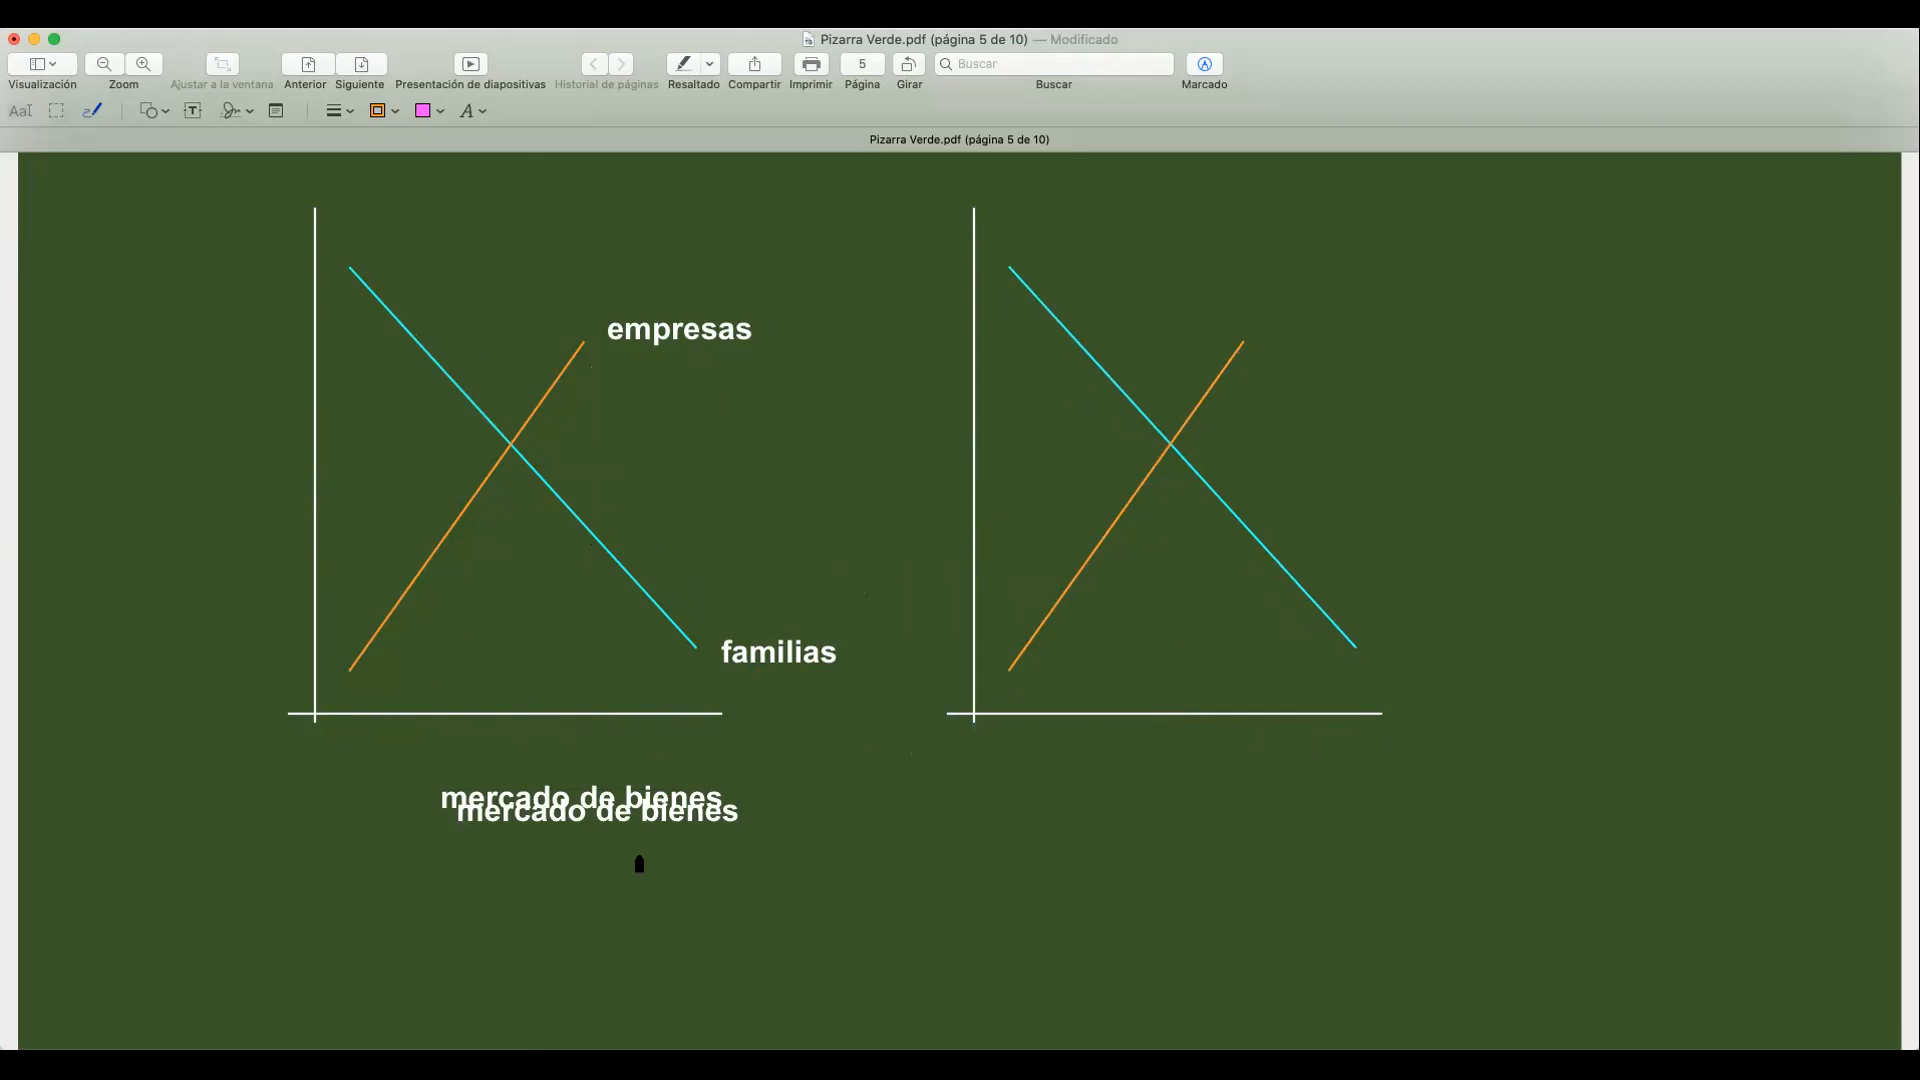 Pizarra Verde.pdf (página 5 de 10) — Modificado
5
Buscar
Visualización
Zoom
Ajustar a la ventana
Anterior
Siguiente
Presentación de diapositivas
Historial de páginas
Resaltado
Compartir
Imprimir
Página
Girar
Buscar
Marcado
AaI
T
A
Pizarra Verde.pdf (página 5 de 10)
empresas
familias
mercado de bienes
mercado de bienes